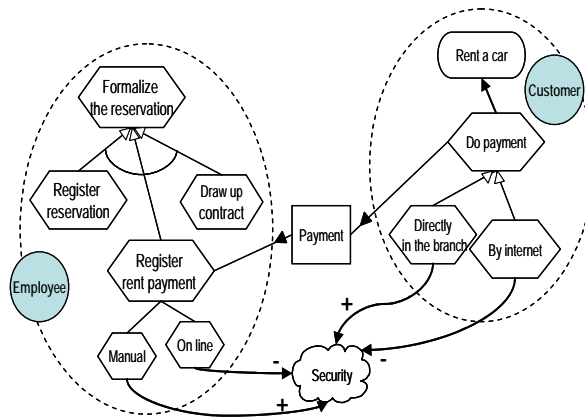 Rent a car
Formalize
the reservation
Customer
Do payment
Register
reservation
Draw up
contract
Payment
Directly
in the branch
By internet
Register
rent payment
Employee
+
On line
Manual
-
Security
-
+